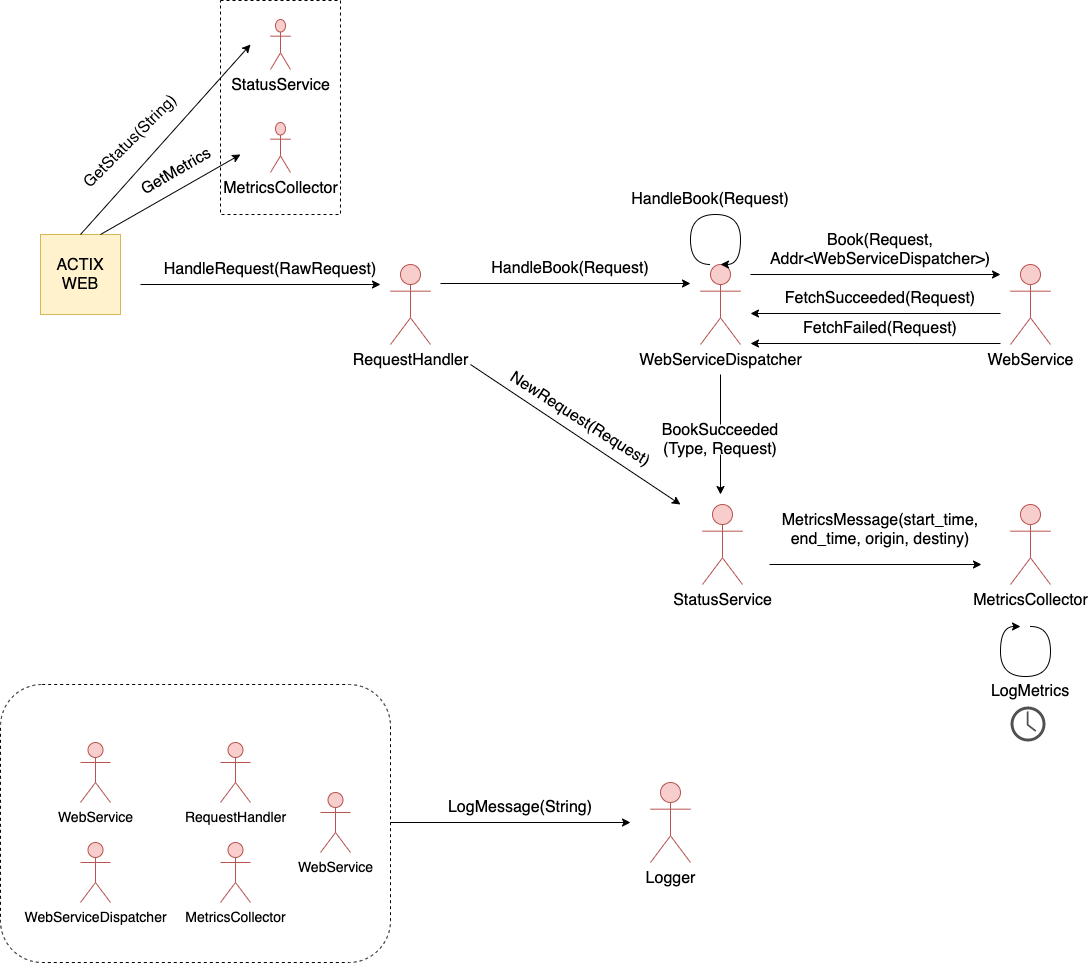 StatusService
GetStatus(String)
GetMetrics
MetricsCollector
ACTIX
WEB
HandleRequest(RawRequest)
RequestHandler
HandleBook(Request)
HandleBook(Request)
WebServiceDispatcher
Book(Request,
Addr<WebServiceDispatcher>)
FetchSucceeded(Request)
FetchFailed(Request)
WebService
NewRequest(Request)
BookSucceeded
(Type, Request)
StatusService
MetricsMessage(start_time,
end_time, origin, destiny)
MetricsCollector
LogMetrics
WebService
RequestHandler
WebService
WebServiceDispatcher
MetricsCollector
LogMessage(String)
Logger